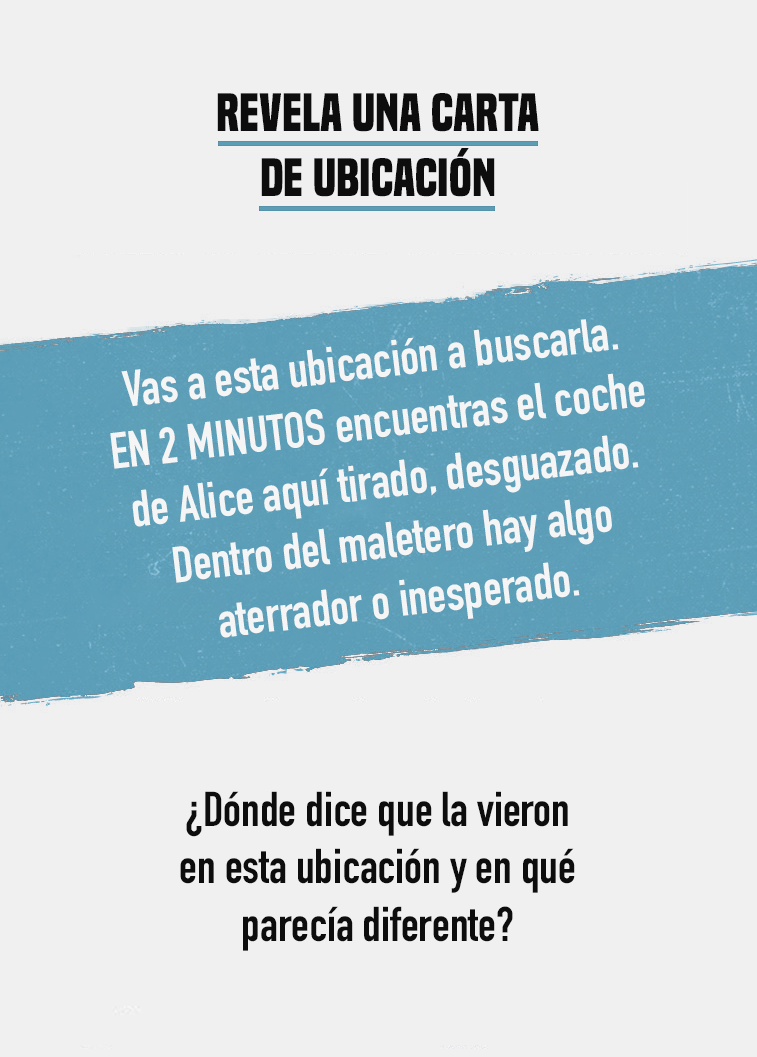 REVELA UNA CARTA
DE UBICACIÓN
Vas a esta ubicación a buscarla.
EN 2 MINUTOS encuentras el coche
de Alice aquí tirado, desguazado.
Dentro del maletero hay algo
aterrador o inesperado.
¿Dónde dice que la vieron
en esta ubicación y en qué
parecía diferente?